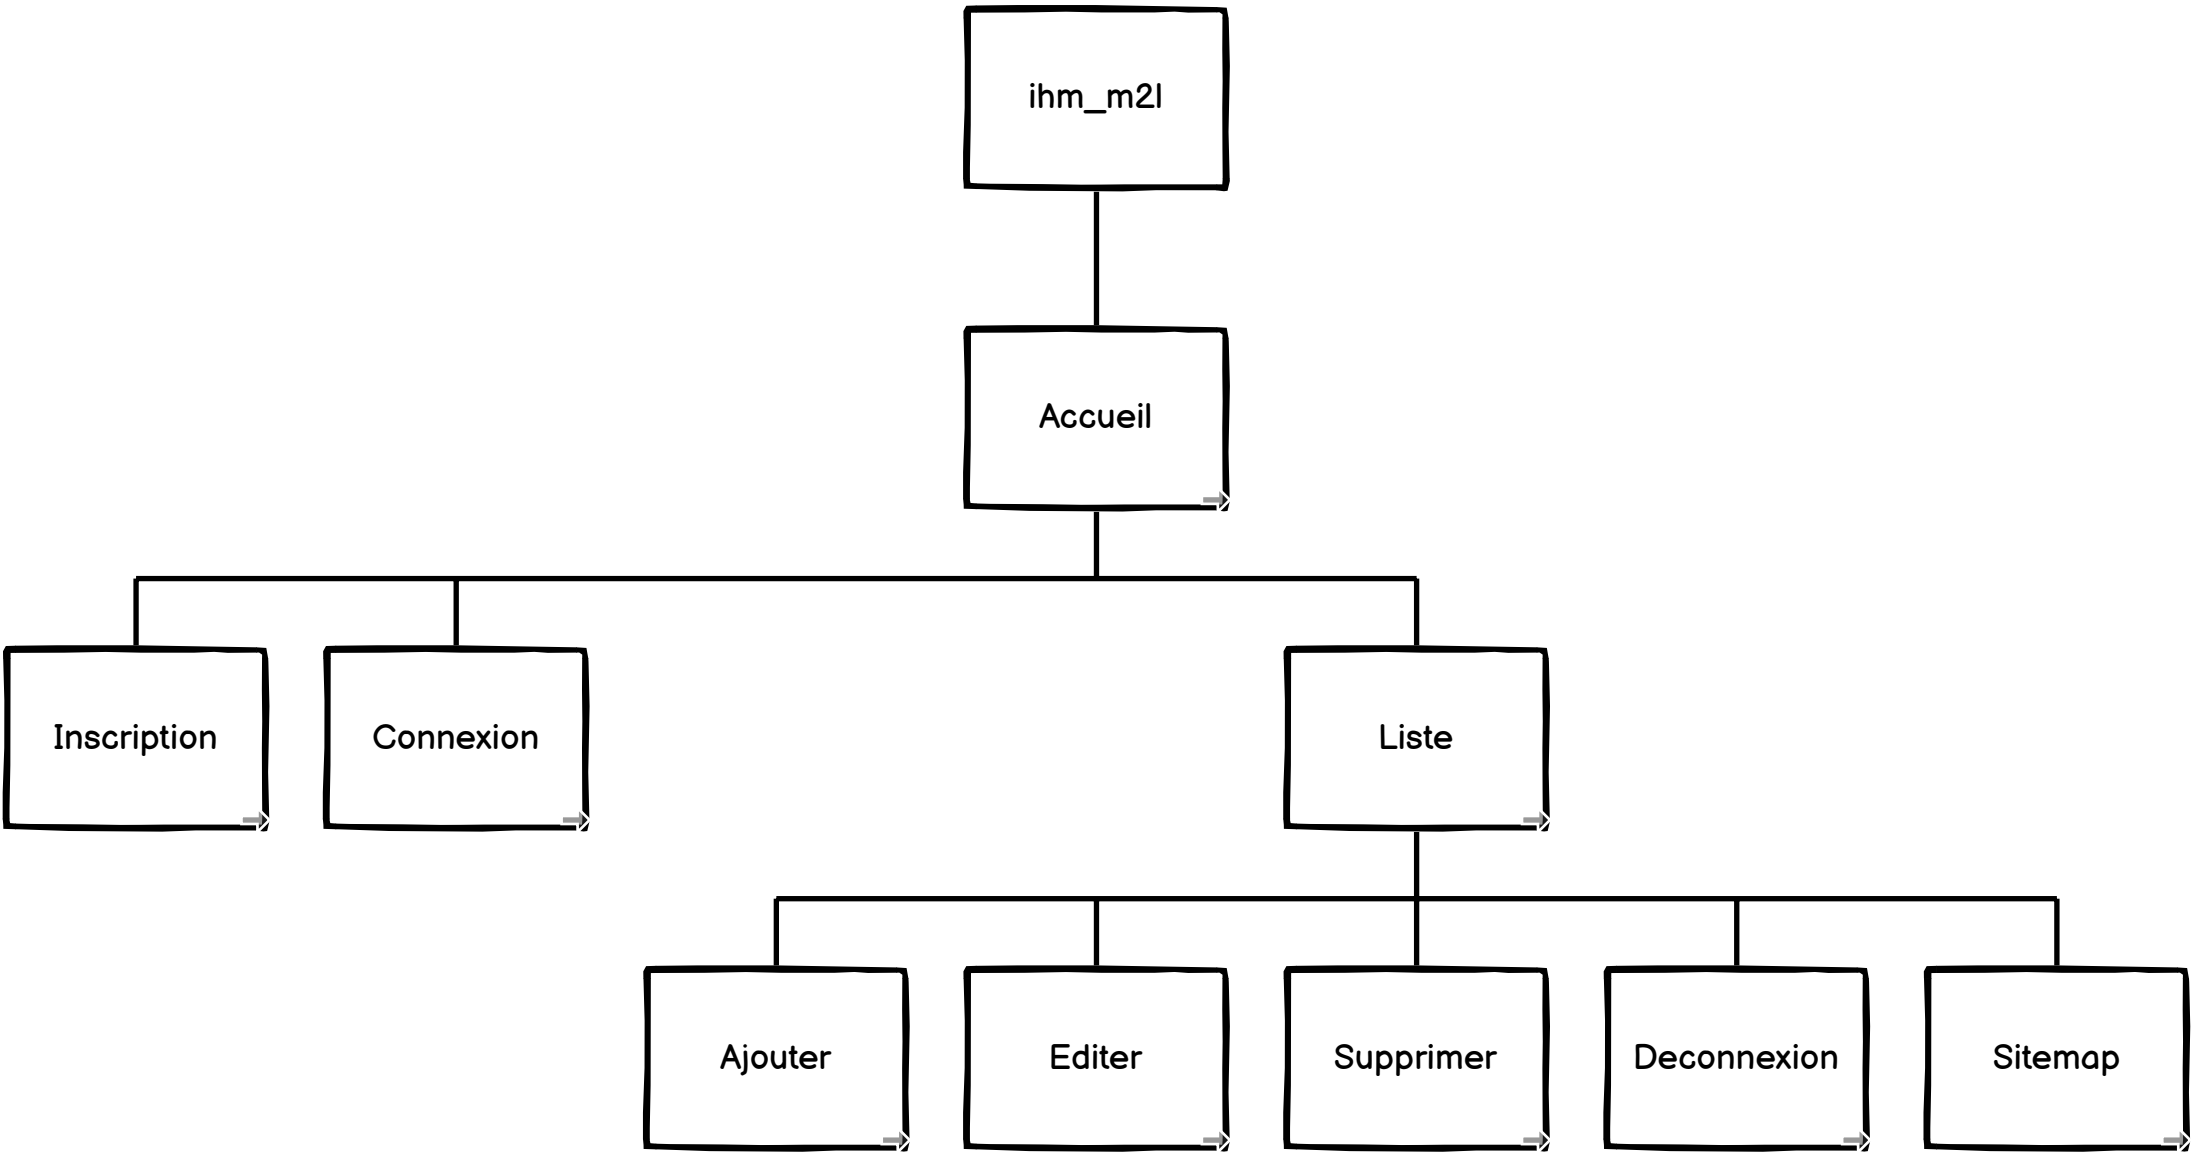 ihm_m2l
Accueil
Inscription
Connexion
Liste
Ajouter
Editer
Supprimer
Deconnexion
Sitemap